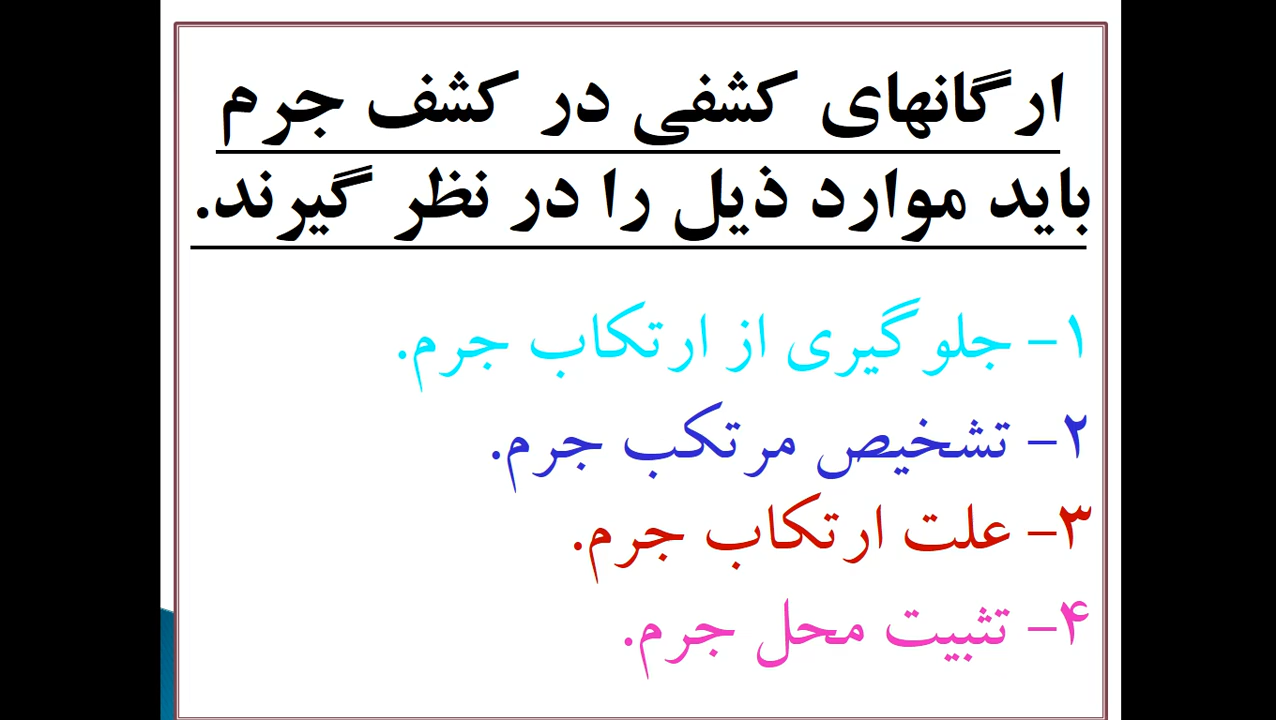 ارگانهای کشفی در کشف جرم
باید موارد ذیل را در نظر گیرند.
۱- جلوگیری از ارتکاب جرم.
۲- تشخیص مرتکب جرم.
۳- علت ارتکاب جرم.
۴- تثبیت محل جرم.